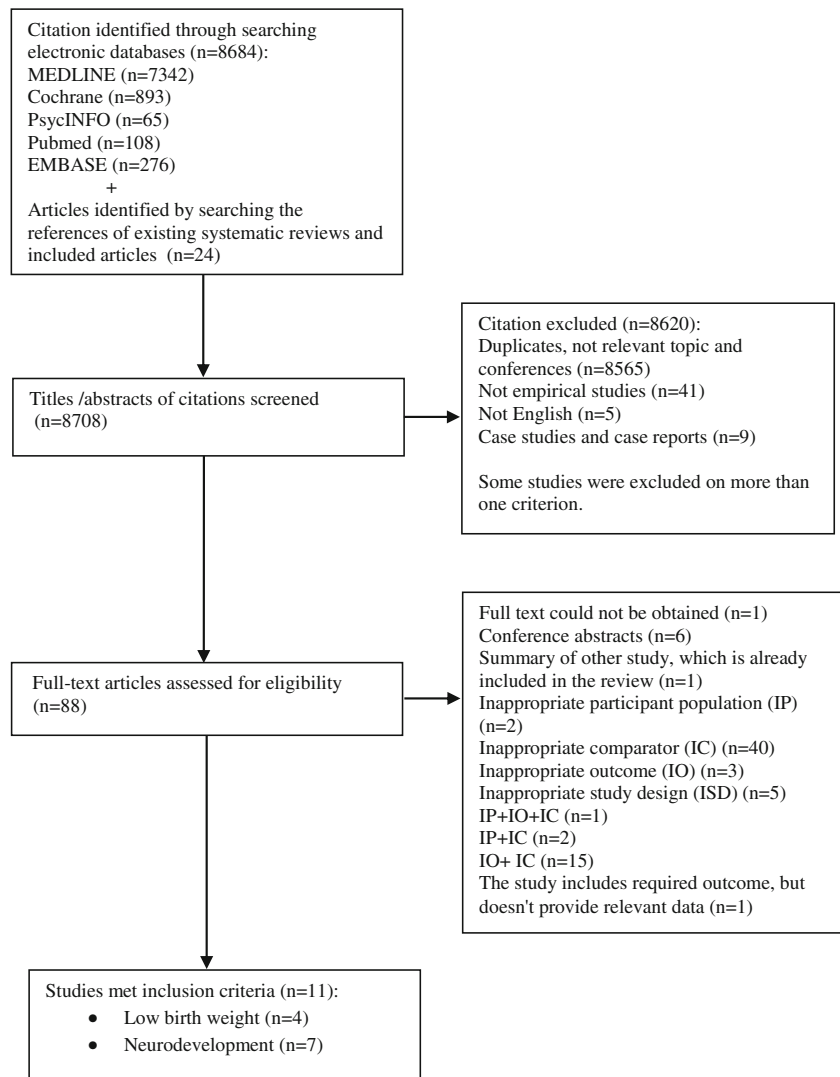 Citation identified through searching
electronic databases (n=8684):
MEDLINE (n=7342)
Cochrane (n=893)
PsycINFO (n=65)
Pubmed (n=108)
EMBASE (n=276)
+
Articles identified by searching the
references of existing systematic reviews and
included articles (n=24)
Titles /abstracts of citations screened
(n=8708)
Citation excluded (n=8620):
Duplicates, not relevant topic and
conferences (n=8565)
Not empirical studies (n=41)
Not English (n=5)
Case studies and case reports (n=9)
Some studies were excluded on more than
one criterion.
Full-text articles assessed for eligibility
(n=88)
Full text could not be obtained (n=1)
Conference abstracts (n=6)
Summary of other study, which is already
included in the review (n=1)
Inappropriate participant population (IP)
(n=2)
Inappropriate comparator (IC) (n=40)
Inappropriate outcome (IO) (n=3)
Inappropriate study design (ISD) (n=5)
IP+IO+IC (n=1)
IP+IC (n=2)
IO+ IC (n=15)
The study includes required outcome, but
doesn't provide relevant data (n=1)
Studies met inclusion criteria (n=11):
● Low birth weight (n=4)
● Neurodevelopment (n=7)